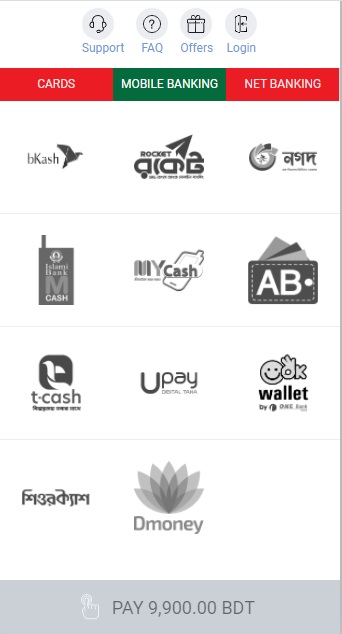 Support FAQ Offers Login
CARDS MOBILE BANKING NET BANKING
bKash
ROCKET
রকেট
নগদ
Islami
Bank
M
CASH
MYCash
AB
t-cash
Upay
DIGITAL TAKA
ok
wallet
by ONE Bank
শিওরক্যাশ
Dmoney
PAY 9,900.00 BDT